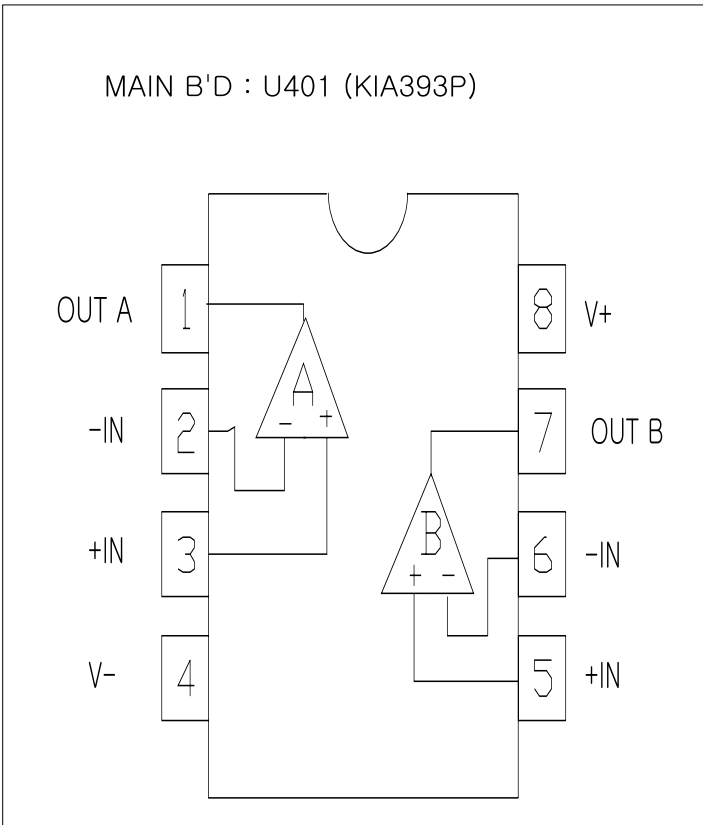 MAIN B'D : U401 (KIA393P)
OUT A 1
8 V+
A
- +
-IN 2
7 OUT B
+IN 3
B
+ -
6 -IN
V- 4
5 +IN